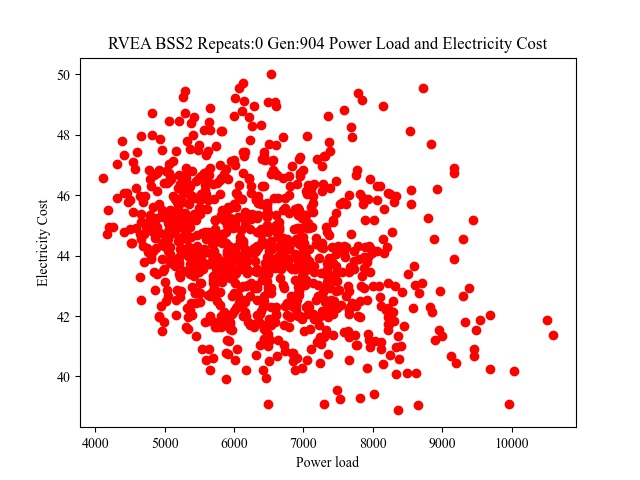 RVEA BSS2 Repeats:0 Gen:904 Power Load and Electricity Cost
50
48
46
44
42
40
Electricity Cost
4000 5000 6000 7000 8000 9000 10000
Power load